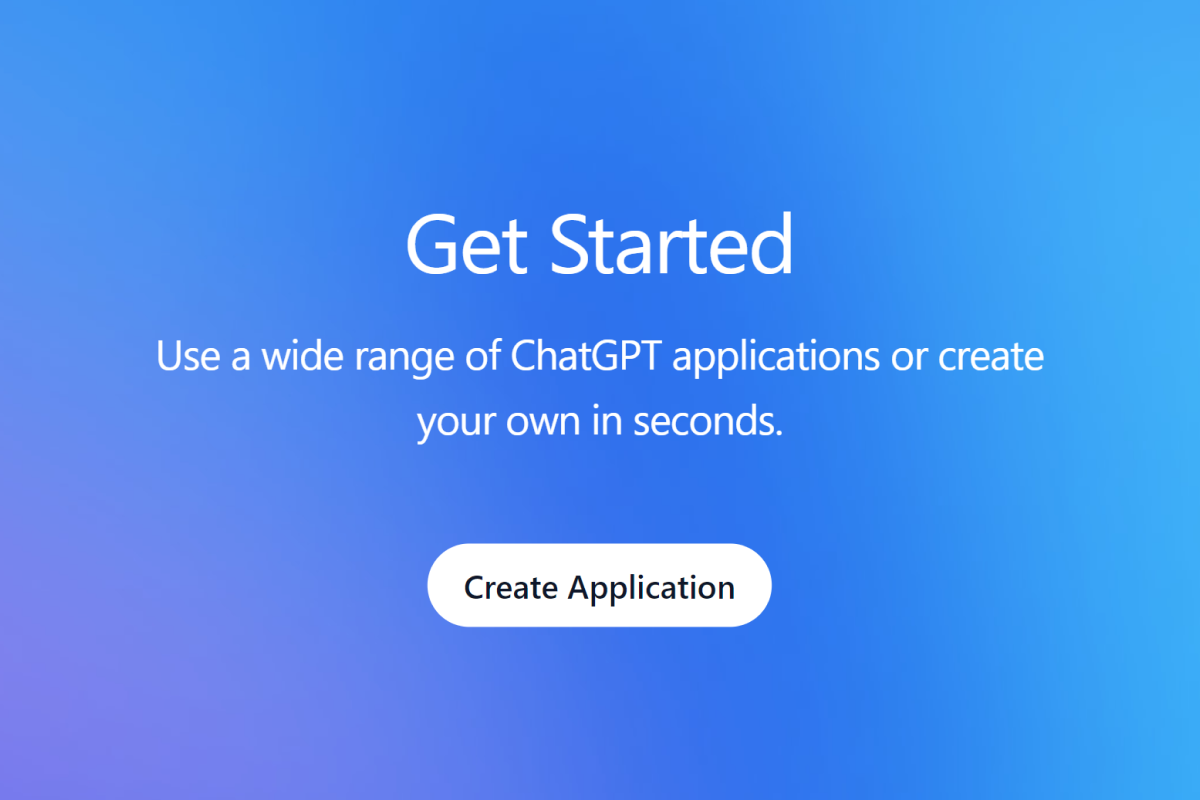 Get Started
Use a wide range of ChatGPT applications or create
your own in seconds.
Create Application